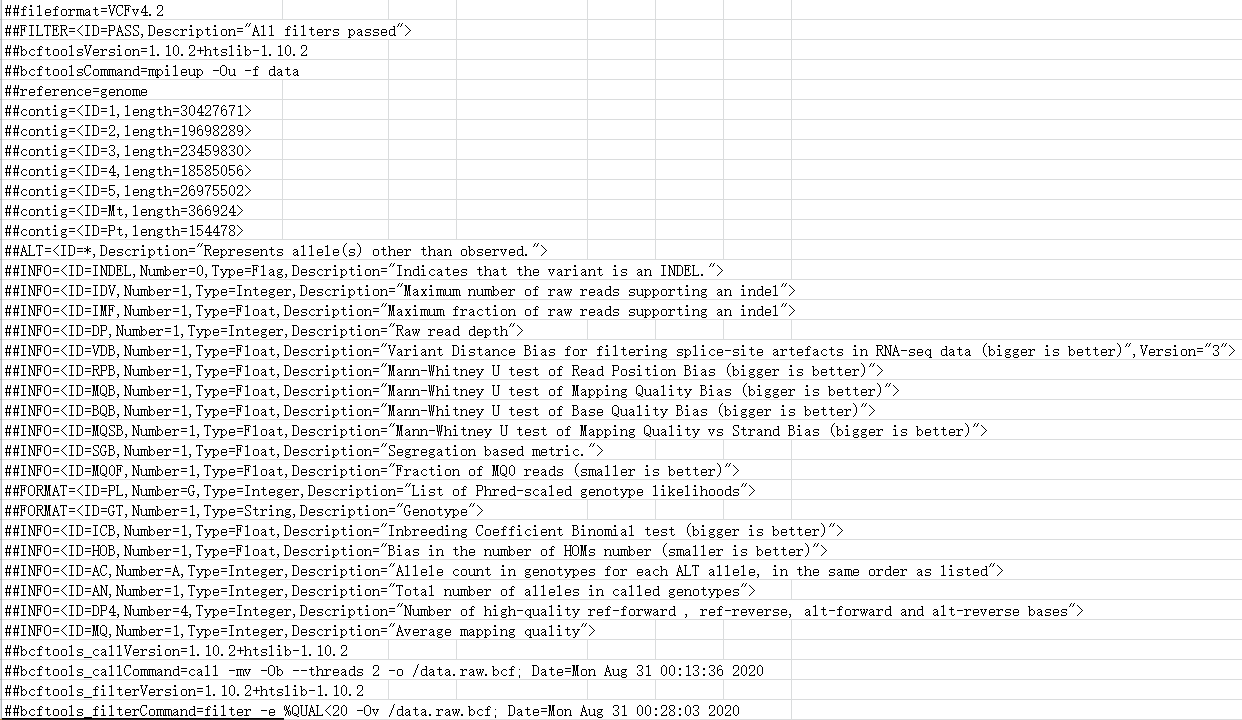 ##fileformat=VCFv4.2
##FILTER=<ID=PASS,Description="All filters passed">
##bcftoolsVersion=1.10.2+htslib-1.10.2
##bcftoolsCommand=mpileup -Ou -f data
##reference=genome
##contig=<ID=1,length=30427671>
##contig=<ID=2,length=19698289>
##contig=<ID=3,length=23459830>
##contig=<ID=4,length=18585056>
##contig=<ID=5,length=26975502>
##contig=<ID=Mt,length=366924>
##contig=<ID=Pt,length=154478>
##ALT=<ID=*,Description="Represents allele(s) other than observed.">
##INFO=<ID=INDEL,Number=0,Type=Flag,Description="Indicates that the variant is an INDEL.">
##INFO=<ID=IDV,Number=1,Type=Integer,Description="Maximum number of raw reads supporting an indel">
##INFO=<ID=IMF,Number=1,Type=Float,Description="Maximum fraction of raw reads supporting an indel">
##INFO=<ID=DP,Number=1,Type=Integer,Description="Raw read depth">
##INFO=<ID=VDB,Number=1,Type=Float,Description="Variant Distance Bias for filtering splice-site artefacts in RNA-seq data (bigger is better)",Version="3">
##INFO=<ID=RPB,Number=1,Type=Float,Description="Mann-Whitney U test of Read Position Bias (bigger is better)">
##INFO=<ID=MQB,Number=1,Type=Float,Description="Mann-Whitney U test of Mapping Quality Bias (bigger is better)">
##INFO=<ID=BQB,Number=1,Type=Float,Description="Mann-Whitney U test of Base Quality Bias (bigger is better)">
##INFO=<ID=MQSB,Number=1,Type=Float,Description="Mann-Whitney U test of Mapping Quality vs Strand Bias (bigger is better)">
##INFO=<ID=SGB,Number=1,Type=Float,Description="Segregation based metric.">
##INFO=<ID=MQ0F,Number=1,Type=Float,Description="Fraction of MQ0 reads (smaller is better)">
##FORMAT=<ID=PL,Number=G,Type=Integer,Description="List of Phred-scaled genotype likelihoods">
##FORMAT=<ID=GT,Number=1,Type=String,Description="Genotype">
##INFO=<ID=ICB,Number=1,Type=Float,Description="Inbreeding Coefficient Binomial test (bigger is better)">
##INFO=<ID=HOB,Number=1,Type=Float,Description="Bias in the number of HOMs number (smaller is better)">
##INFO=<ID=AC,Number=A,Type=Integer,Description="Allele count in genotypes for each ALT allele, in the same order as listed">
##INFO=<ID=AN,Number=1,Type=Integer,Description="Total number of alleles in called genotypes">
##INFO=<ID=DP4,Number=4,Type=Integer,Description="Number of high-quality ref-forward , ref-reverse, alt-forward and alt-reverse bases">
##INFO=<ID=MQ,Number=1,Type=Integer,Description="Average mapping quality">
##bcftools_callVersion=1.10.2+htslib-1.10.2
##bcftools_callCommand=call -mv -Ob --threads 2 -o /data.raw.bcf; Date=Mon Aug 31 00:13:36 2020
##bcftools_filterVersion=1.10.2+htslib-1.10.2
##bcftools_filterCommand=filter -e %QUAL<20 -Ov /data.raw.bcf; Date=Mon Aug 31 00:28:03 2020